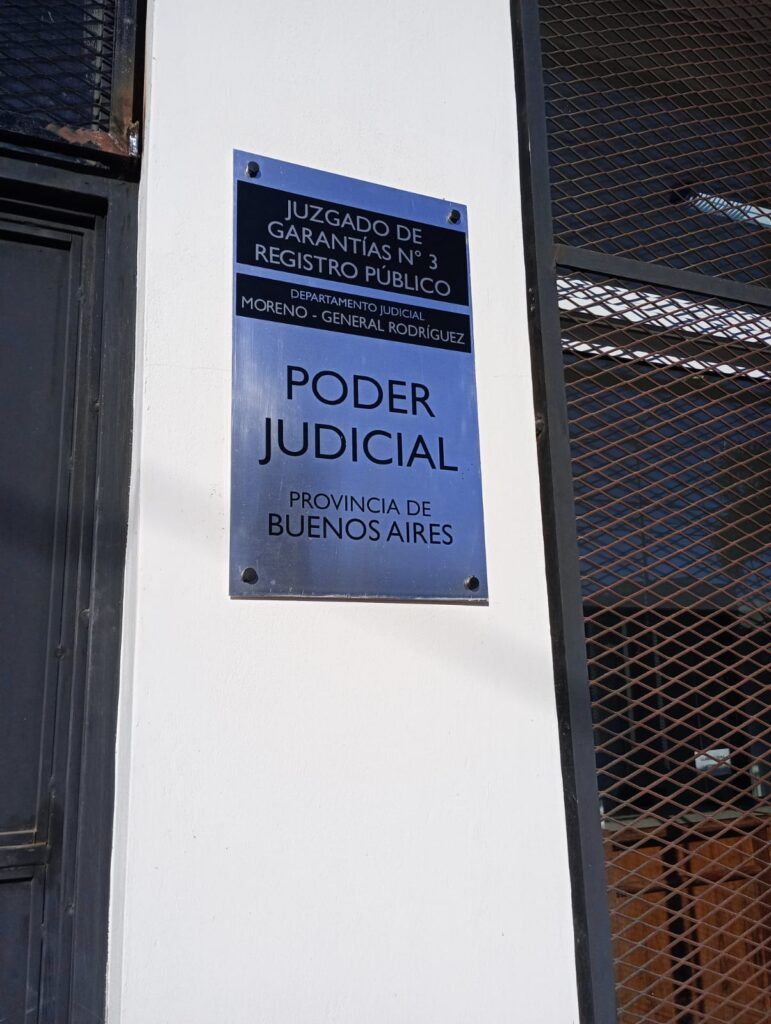 JUZGADO DE
GARANTÍAS N° 3
REGISTRO PÚBLICO
DEPARTAMENTO JUDICIAL
MORENO - GENERAL RODRÍGUEZ
PODER
JUDICIAL
PROVINCIA DE
BUENOS AIRES